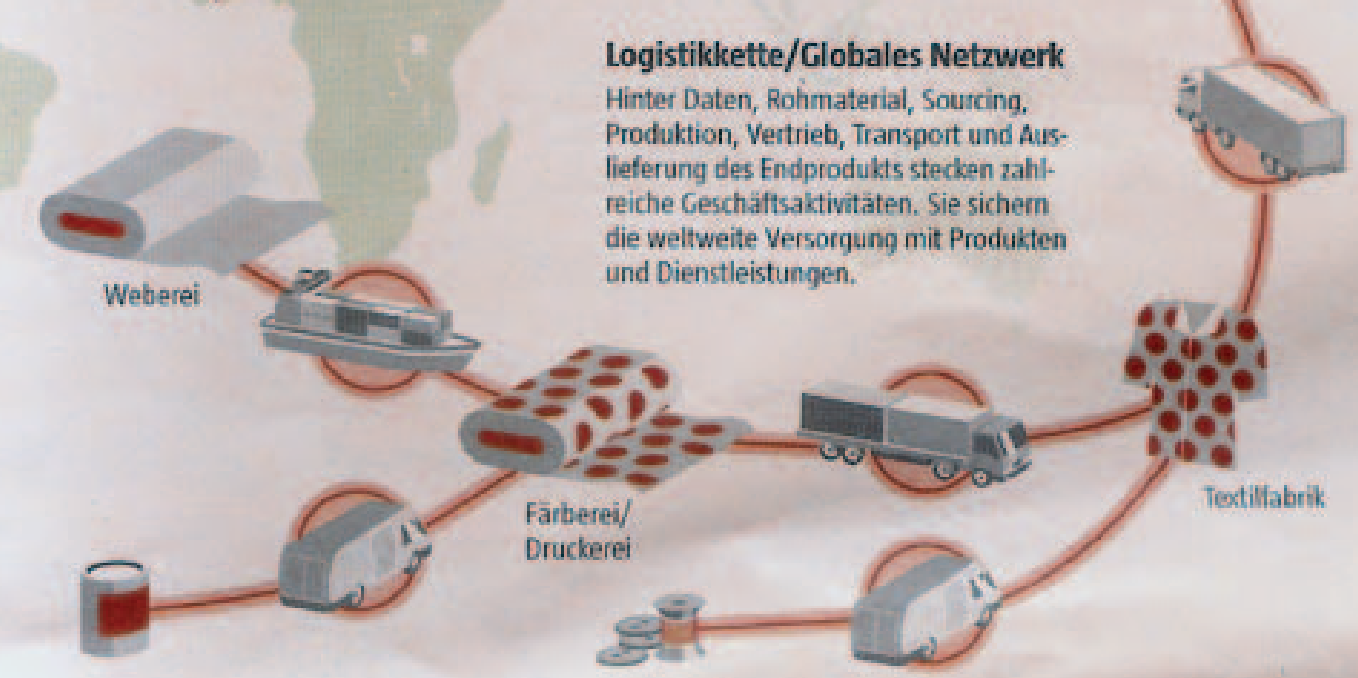 Logistikkette/Globales Netzwerk
Hinter Daten, Rohmaterial, Sourcing,
Produktion, Vertrieb, Transport und Aus-
lieferung des Endprodukts stecken zahl-
reiche Geschäftsaktivitäten. Sie sichern
die weltweite Versorgung mit Produkten
und Dienstleistungen.
Weberei
Färberei/
Druckerei
Textilfabrik